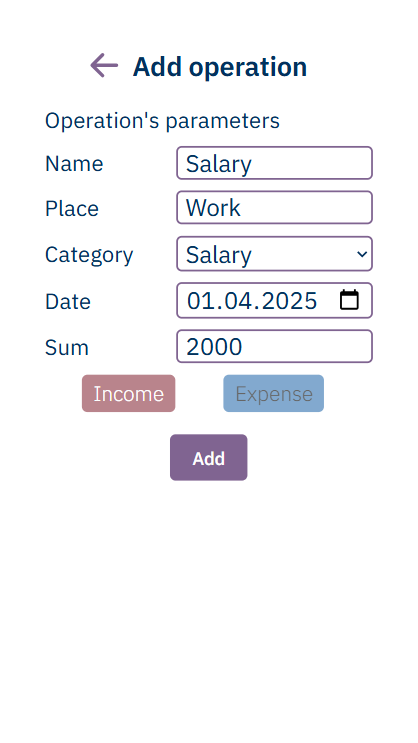 Add operation
Operation's parameters
Name Salary
Place Work
Category Salary
Date 01.04.2025
Sum 2000
Income Expense
Add